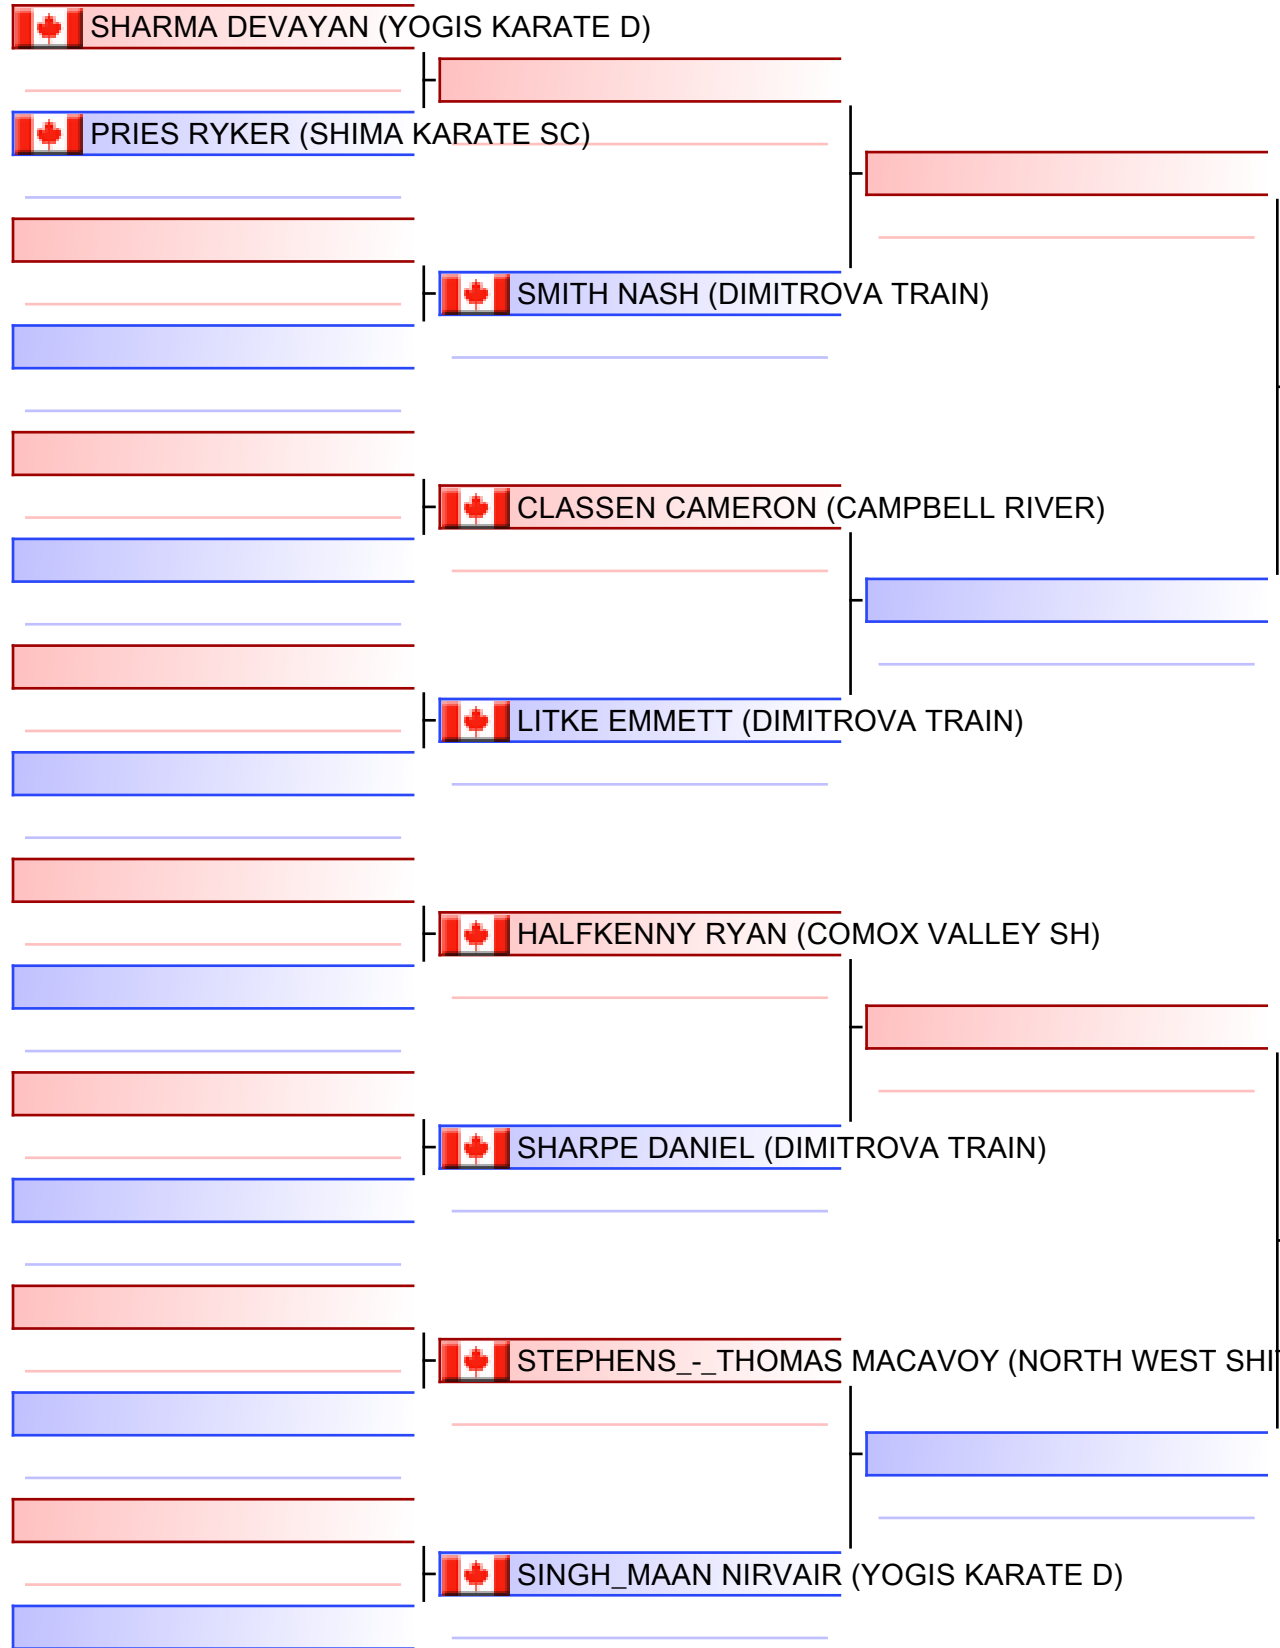 SHARMA DEVAYAN (YOGIS KARATE D)
PRIES RYKER (SHIMA KARATE SC)
SMITH NASH (DIMITROVA TRAIN)
CLASSEN CAMERON (CAMPBELL RIVER)
LITKE EMMETT (DIMITROVA TRAIN)
HALFKENNY RYAN (COMOX VALLEY SH)
SHARPE DANIEL (DIMITROVA TRAIN)
STEPHENS_-_THOMAS MACAVOY (NORTH WEST SHI
SINGH_MAAN NIRVAIR (YOGIS KARATE D)